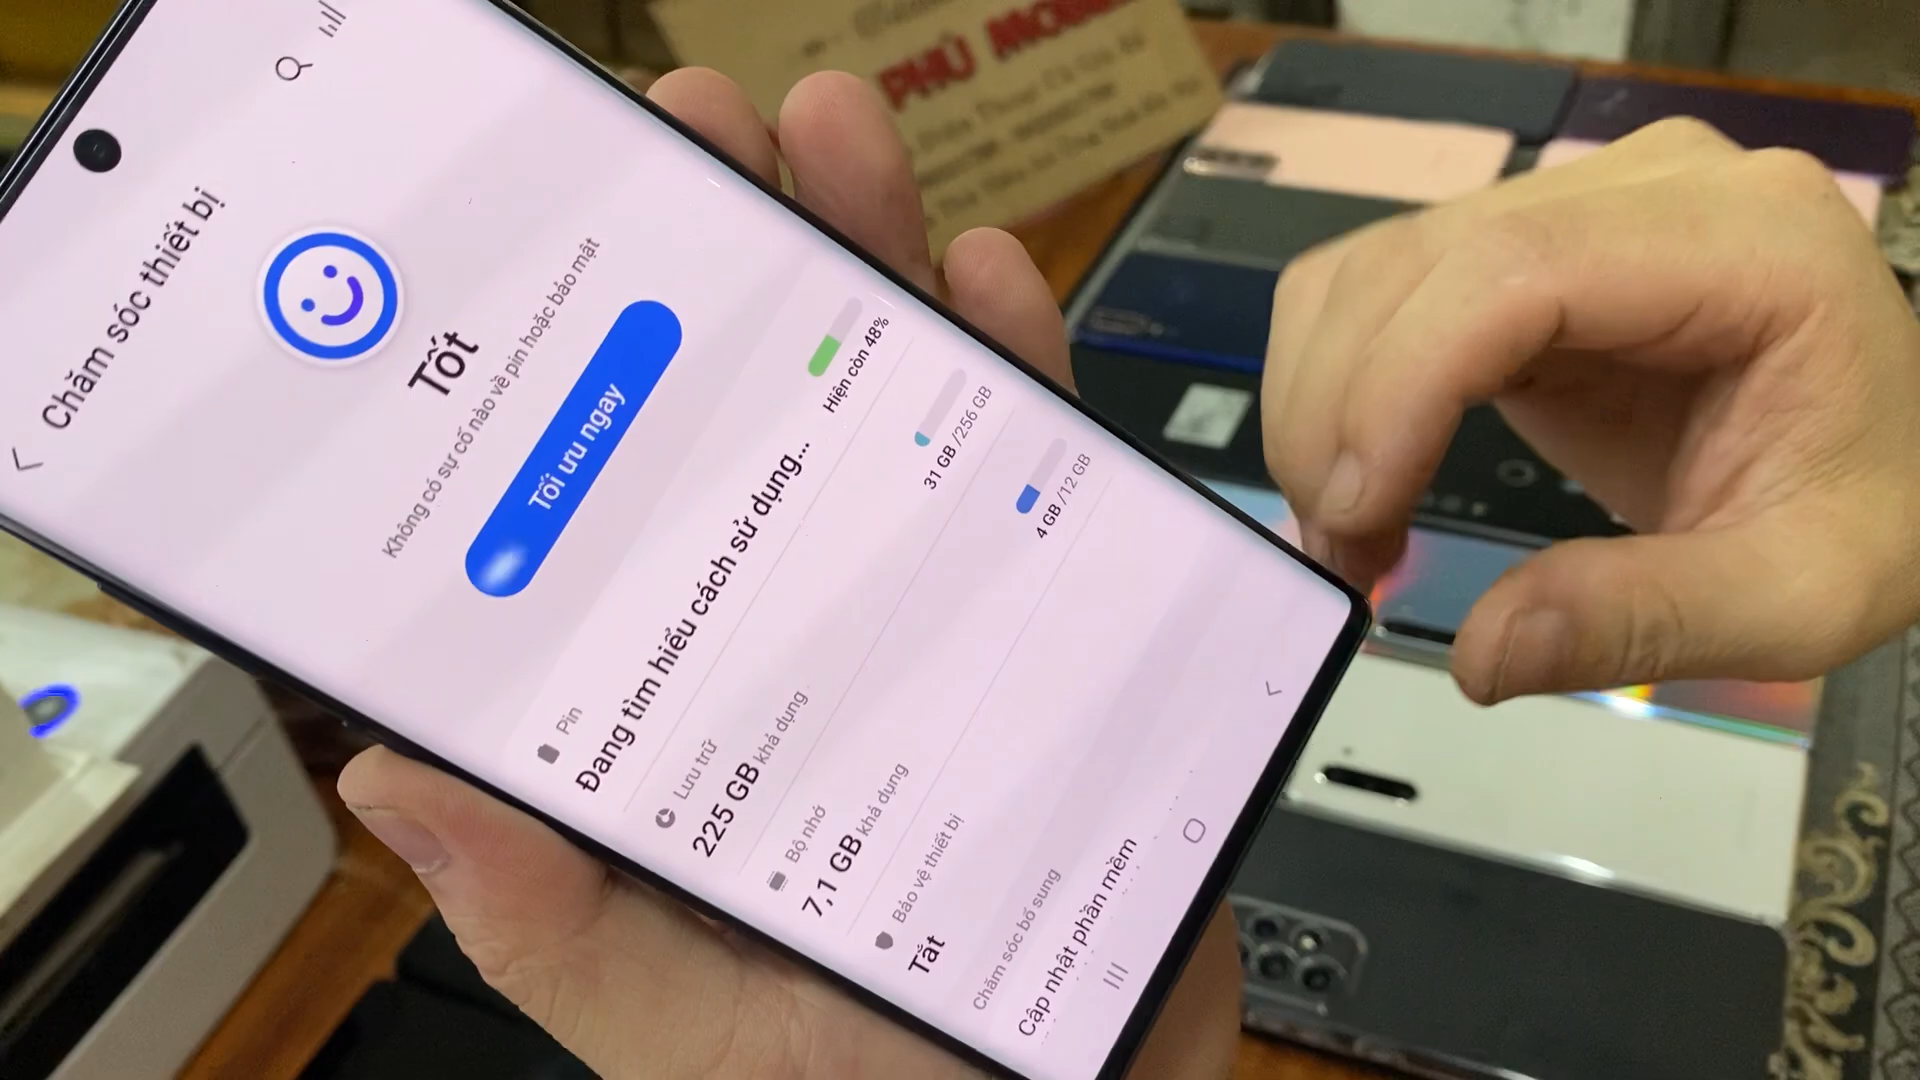 Chăm sóc thiết bị
Tốt
Không có sự cố nào về pin hoặc bảo mật
Tối ưu ngay
Pin
Đang tìm hiểu cách sử dụng...
Hiện còn 48%
Lưu trữ
225 GB khả dụng
31 GB /256 GB
Bộ nhớ
7,1 GB khả dụng
4 GB /12 GB
Bảo vệ thiết bị
Tắt
Chăm sóc bổ sung
Cập nhật phần mềm
PHÚ